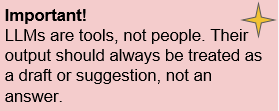 Important!
LLMs are tools, not people. Their
output should always be treated as
a draft or suggestion, not an
answer.